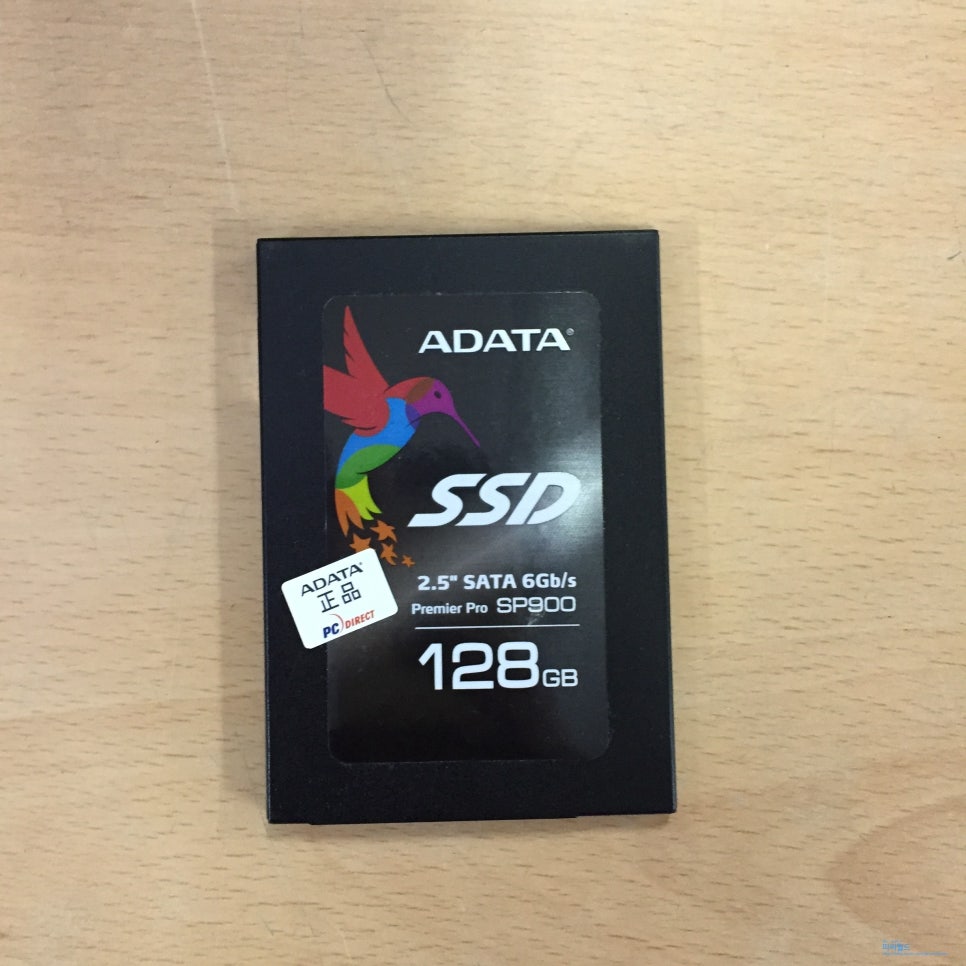 ADATA®
SSD
2.5" SATA 6Gb/s
Premier Pro SP900
128GB
ADATA
正品
PC DIRECT